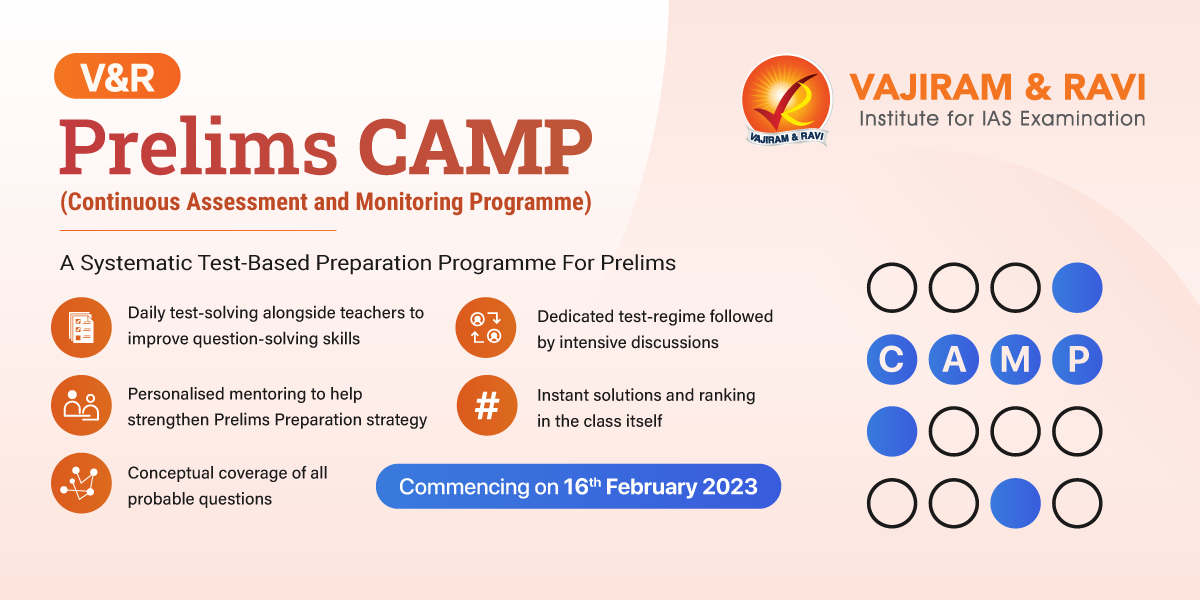 V&R
Prelims CAMP
(Continuous Assessment and Monitoring Programme)
A Systematic Test-Based Preparation Programme For Prelims
Daily test-solving alongside teachers to
improve question-solving skills
Personalised mentoring to help
strengthen Prelims Preparation strategy
Conceptual coverage of all
probable questions
Dedicated test-regime followed
by intensive discussions
#
Instant solutions and ranking
in the class itself
Commencing on 16th February 2023
VAJIRAM & RAVI
VAJIRAM & RAVI
Institute for IAS Examination
C A M P